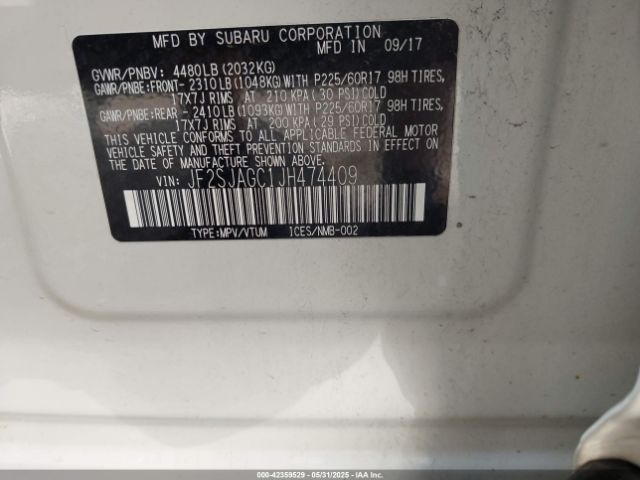 MFD BY SUBARU CORPORATION
MFD IN 09/17
GVWR/PNBV: 4480LB (2032KG)
GAWR/PNBE:FRONT- 2310LB (1048KG) WITH P225/60R17 98H TIRES,
17X7J RIMS AT 210 KPA (30 PSI) COLD
GAWR/PNBE:REAR - 2410LB (1093KG) WITH P225/60R17 98H TIRES,
17X7J RIMS AT 200 KPA (29 PSI) COLD
THIS VEHICLE CONFORMS TO ALL APPLICABLE FEDERAL MOTOR
VEHICLE SAFETY AND THEFT PREVENTION STANDARDS IN EFFECT ON
THE DATE OF MANUFACTURE SHOWN ABOVE.
VIN: JF2SJAGC1JH474409
TYPE:MPV/VTUM ICES/NMB-002
000-42359529 - 05/31/2025 - IAA Inc.